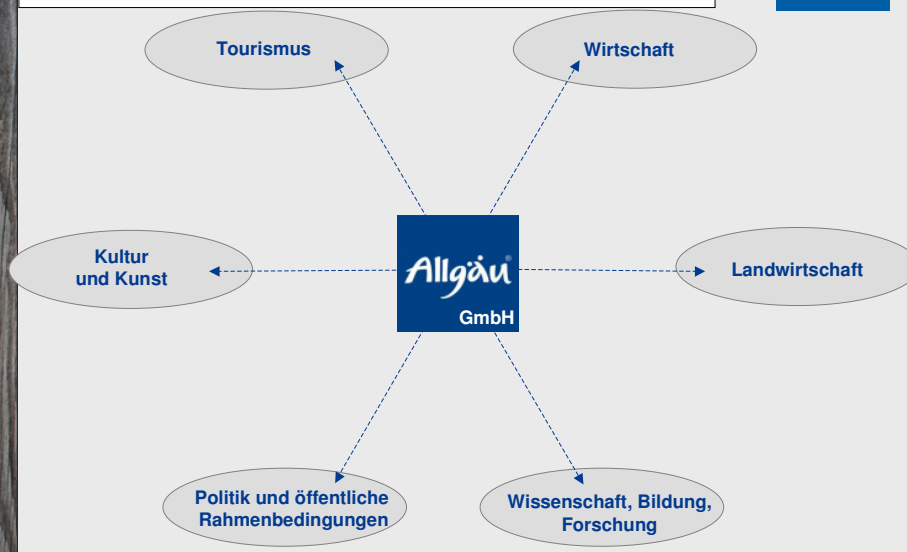 Tourismus
Wirtschaft
Kultur
und Kunst
Allgäu®
GmbH
Landwirtschaft
Politik und öffentliche
Rahmenbedingungen
Wissenschaft, Bildung,
Forschung